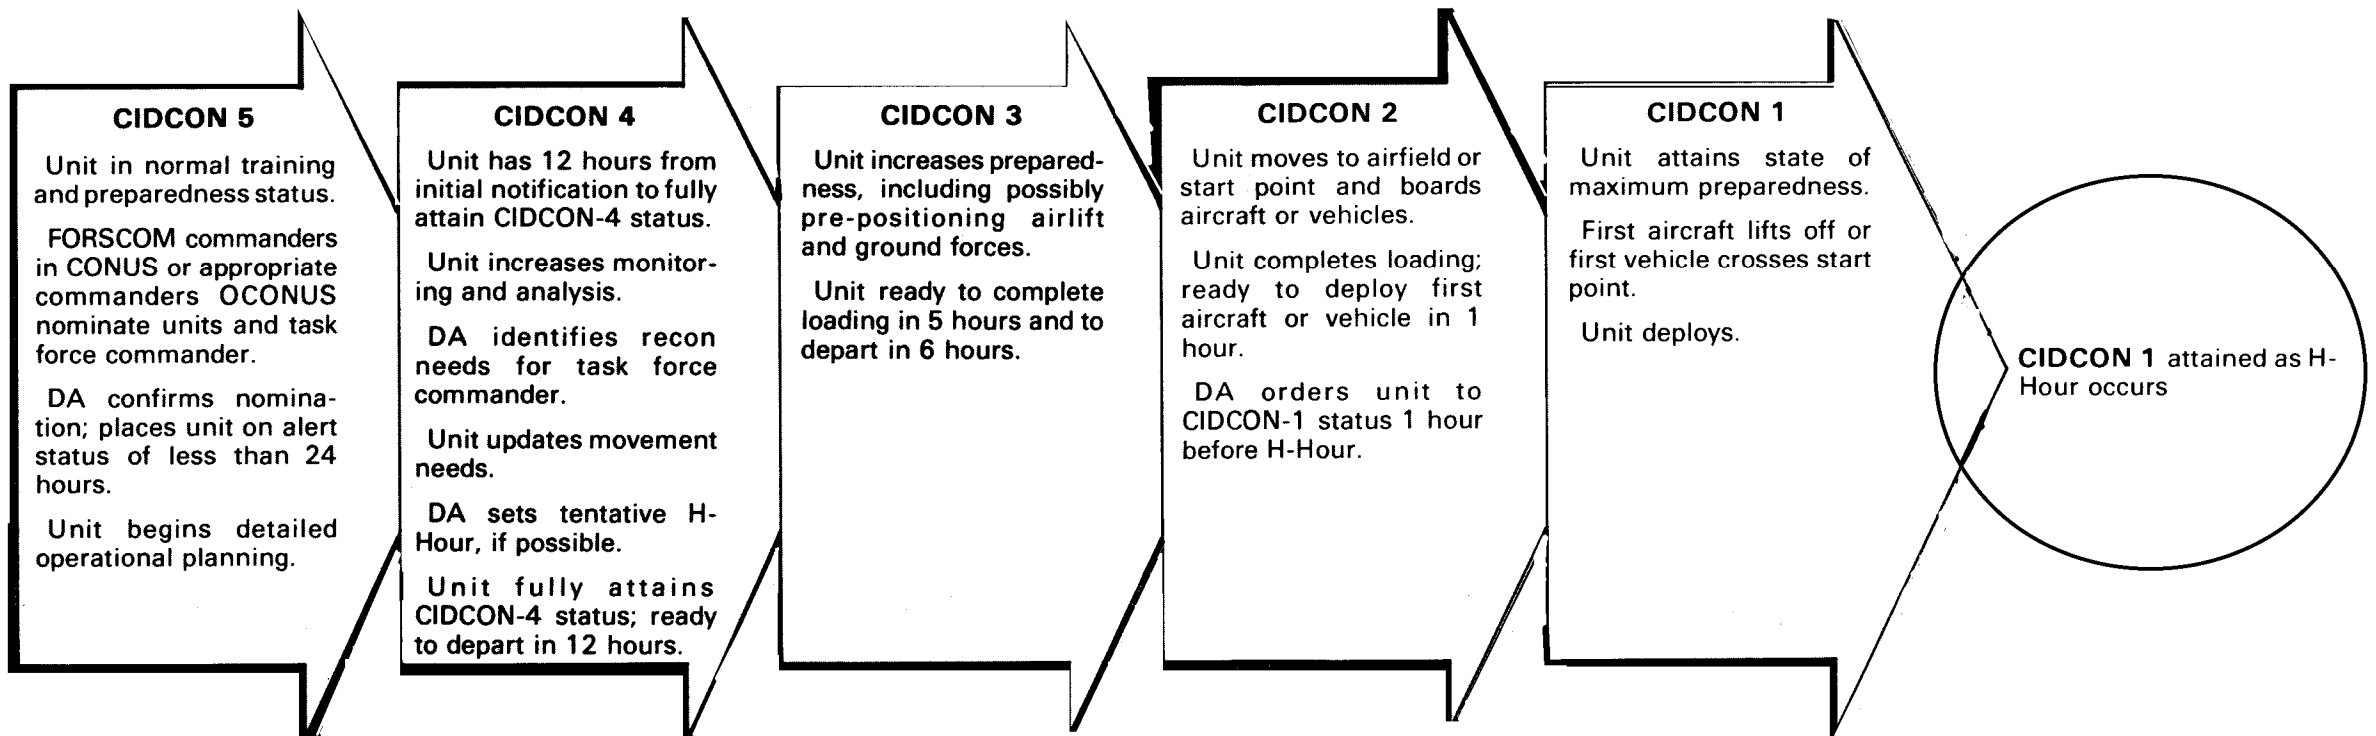 CIDCON 5
Unit in normal training
and preparedness status.
FORSCOM commanders
in CONUS or appropriate
commanders OCONUS
nominate units and task
force commander.
DA confirms nomina-
tion; places unit on alert
status of less than 24
hours.
Unit begins detailed
operational planning.
CIDCON 4
Unit has 12 hours from
initial notification to fully
attain CIDCON-4 status.
Unit increases monitor-
ing and analysis.
DA identifies recon
needs for task force
commander.
Unit updates movement
needs.
DA sets tentative H-
Hour, if possible.
Unit fully attains
CIDCON-4 status; ready
to depart in 12 hours.
CIDCON 3
Unit increases prepared-
ness, including possibly
pre-positioning airlift
and ground forces.
Unit ready to complete
loading in 5 hours and to
depart in 6 hours.
CIDCON 2
Unit moves to airfield or
start point and boards
aircraft or vehicles.
Unit completes loading;
ready to deploy first
aircraft or vehicle in 1
hour.
DA orders unit to
CIDCON-1 status 1 hour
before H-Hour.
CIDCON 1
Unit attains state of
maximum preparedness.
First aircraft lifts off or
first vehicle crosses start
point.
Unit deploys.
CIDCON 1 attained as H-
Hour occurs